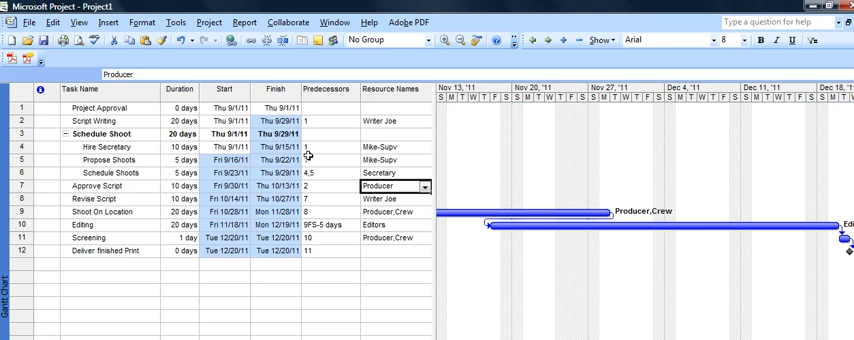 Microsoft Project - Project1
File Edit View Insert Format Tools Project Report Collaborate Window Help Adobe PDF
Type a question for help
No Group Show Arial 8 B I U
Producer
Task Name Duration Start Finish Predecessors Resource Names
Nov 13, '11 Nov 20, '11 Nov 27, '11 Dec 4, '11 Dec 11, '11 Dec 18, '1
S M T W T F S S M T W T F S S M T W T F S S M T W T F S S M T W T F S S M T
1 Project Approval 0 days Thu 9/1/11 Thu 9/1/11
2 Script Writing 20 days Thu 9/1/11 Thu 9/29/11 1 Writer Joe
3 Schedule Shoot 20 days Thu 9/1/11 Thu 9/29/11
4 Hire Secretary 10 days Thu 9/1/11 Thu 9/15/11 1 Mike-Supv
5 Propose Shoots 5 days Fri 9/16/11 Thu 9/22/11 Mike-Supv
6 Schedule Shoots 5 days Fri 9/23/11 Thu 9/29/11 4,5 Secretary
7 Approve Script 10 days Fri 9/30/11 Thu 10/13/11 2 Producer
8 Revise Script 10 days Fri 10/14/11 Thu 10/27/11 7 Writer Joe
9 Shoot On Location 20 days Fri 10/28/11 Mon 11/28/11 8 Producer,Crew Producer,Crew
10 Editing 20 days Fri 11/18/11 Mon 12/19/11 9FS-5 days Editors Edi
11 Screening 1 day Tue 12/20/11 Tue 12/20/11 10 Producer,Crew
12 Deliver finished Print 0 days Tue 12/20/11 Tue 12/20/11 11
Gantt Chart